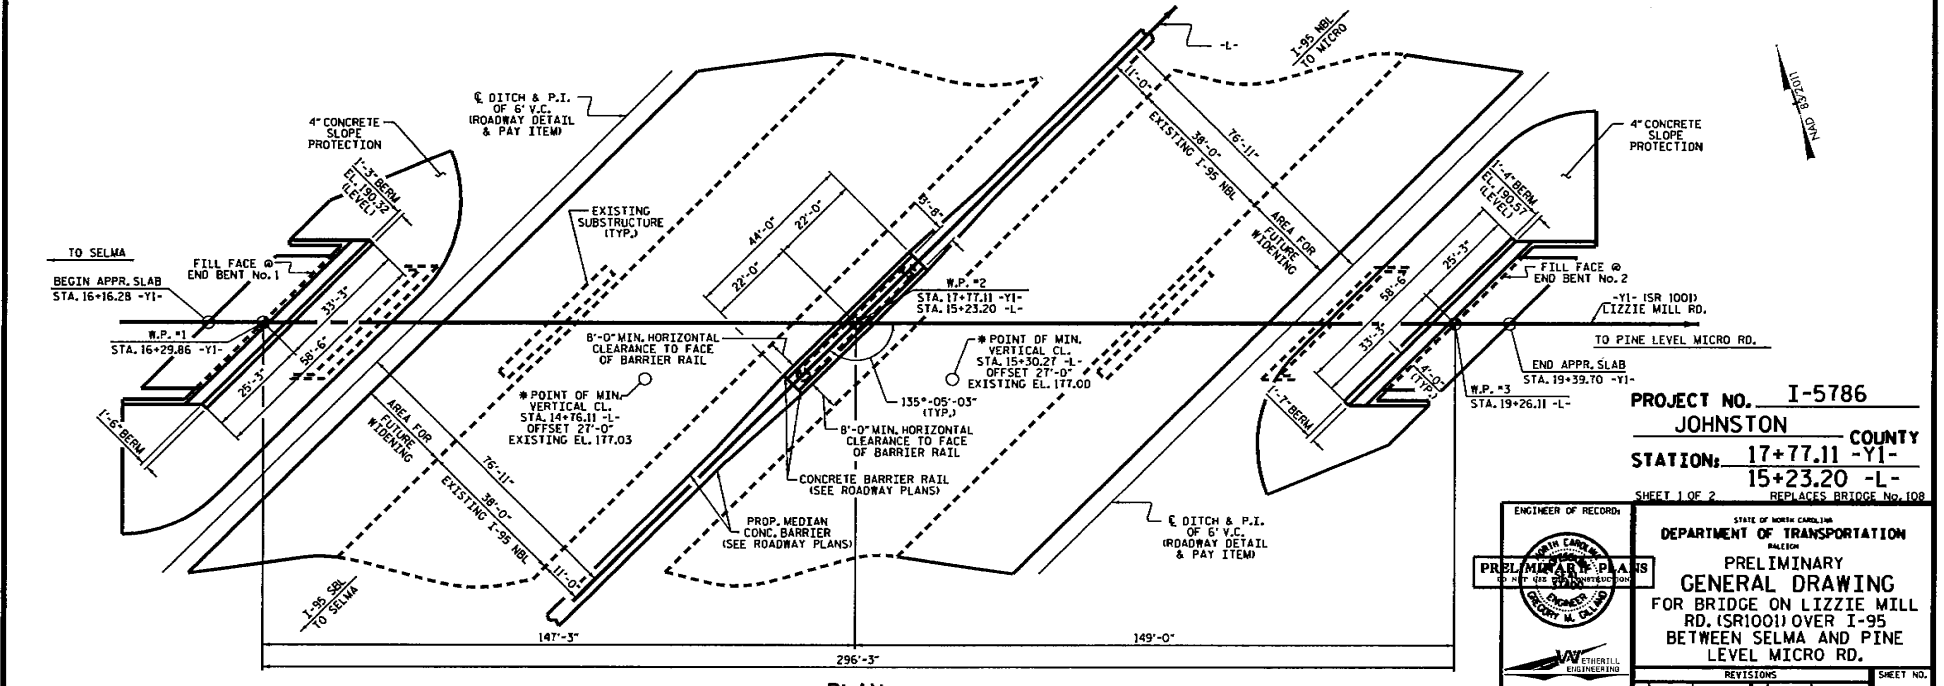 -L-
I-95 NBL
TO MICRO
NAD 83/2011
℄ DITCH & P.I.
OF 6' V.C.
(ROADWAY DETAIL
& PAY ITEM)
4" CONCRETE
SLOPE
PROTECTION
1'-3" BERM
EL. 190.32
(LEVEL)
11'-0"
38'-0"
EXISTING I-95 NBL
76'-11"
AREA FOR
FUTURE
WIDENING
4" CONCRETE
SLOPE
PROTECTION
1'-4" BERM
EL. 190.57
(LEVEL)
EXISTING
SUBSTRUCTURE
(TYP.)
44'-0"
22'-0"
22'-0"
3'-8"
TO SELMA
BEGIN APPR. SLAB
STA. 16+16.28 -Y1-
FILL FACE @
END BENT No. 1
W.P. #1
STA. 16+29.86 -Y1-
33'-3"
58'-6"
25'-3"
1'-6" BERM
W.P. #2
STA. 17+77.11 -Y1-
STA. 15+23.20 -L-
8'-0" MIN. HORIZONTAL
CLEARANCE TO FACE
OF BARRIER RAIL
* POINT OF MIN.
VERTICAL CL.
STA. 14+76.11 -L-
OFFSET 27'-0"
EXISTING EL. 177.03
* POINT OF MIN.
VERTICAL CL.
STA. 15+30.27 -L-
OFFSET 27'-0"
EXISTING EL. 177.00
135°-05'-03"
(TYP.)
8'-0" MIN. HORIZONTAL
CLEARANCE TO FACE
OF BARRIER RAIL
CONCRETE BARRIER RAIL
(SEE ROADWAY PLANS)
PROP. MEDIAN
CONC. BARRIER
(SEE ROADWAY PLANS)
25'-3"
58'-6"
33'-3"
FILL FACE @
END BENT No. 2
-Y1- (SR 1001)
LIZZIE MILL RD.
TO PINE LEVEL MICRO RD.
END APPR. SLAB
STA. 19+39.70 -Y1-
4'-0"
(TYP.)
W.P. #3
STA. 19+26.11 -L-
1'-7" BERM
AREA FOR
FUTURE
WIDENING
76'-11"
38'-0"
EXISTING I-95 NBL
11'-0"
I-95 SBL
TO SELMA
℄ DITCH & P.I.
OF 6' V.C.
(ROADWAY DETAIL
& PAY ITEM)
147'-3"
149'-0"
296'-3"
PLAN
PROJECT NO. I-5786
JOHNSTON COUNTY
STATION: 17+77.11 -Y1-
15+23.20 -L-
SHEET 1 OF 2 REPLACES BRIDGE No. 108
ENGINEER OF RECORD:
NORTH CAROLINA
ENGINEER
PRELIMINARY PLANS
DO NOT USE FOR CONSTRUCTION
WETHERILL
ENGINEERING
STATE OF NORTH CAROLINA
DEPARTMENT OF TRANSPORTATION
RALEIGH
PRELIMINARY
GENERAL DRAWING
FOR BRIDGE ON LIZZIE MILL
RD. (SR1001) OVER I-95
BETWEEN SELMA AND PINE
LEVEL MICRO RD.
REVISIONS
SHEET NO.